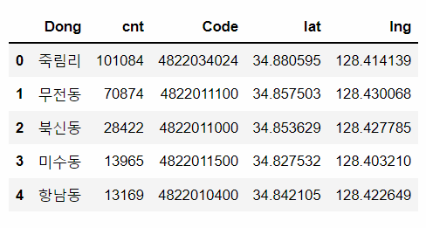 Dong cnt Code lat lng
0 죽림리 101084 4822034024 34.880595 128.414139
1 무전동 70874 4822011100 34.857503 128.430068
2 북신동 28422 4822011000 34.853629 128.427785
3 미수동 13965 4822011500 34.827532 128.403210
4 항남동 13169 4822010400 34.842105 128.422649